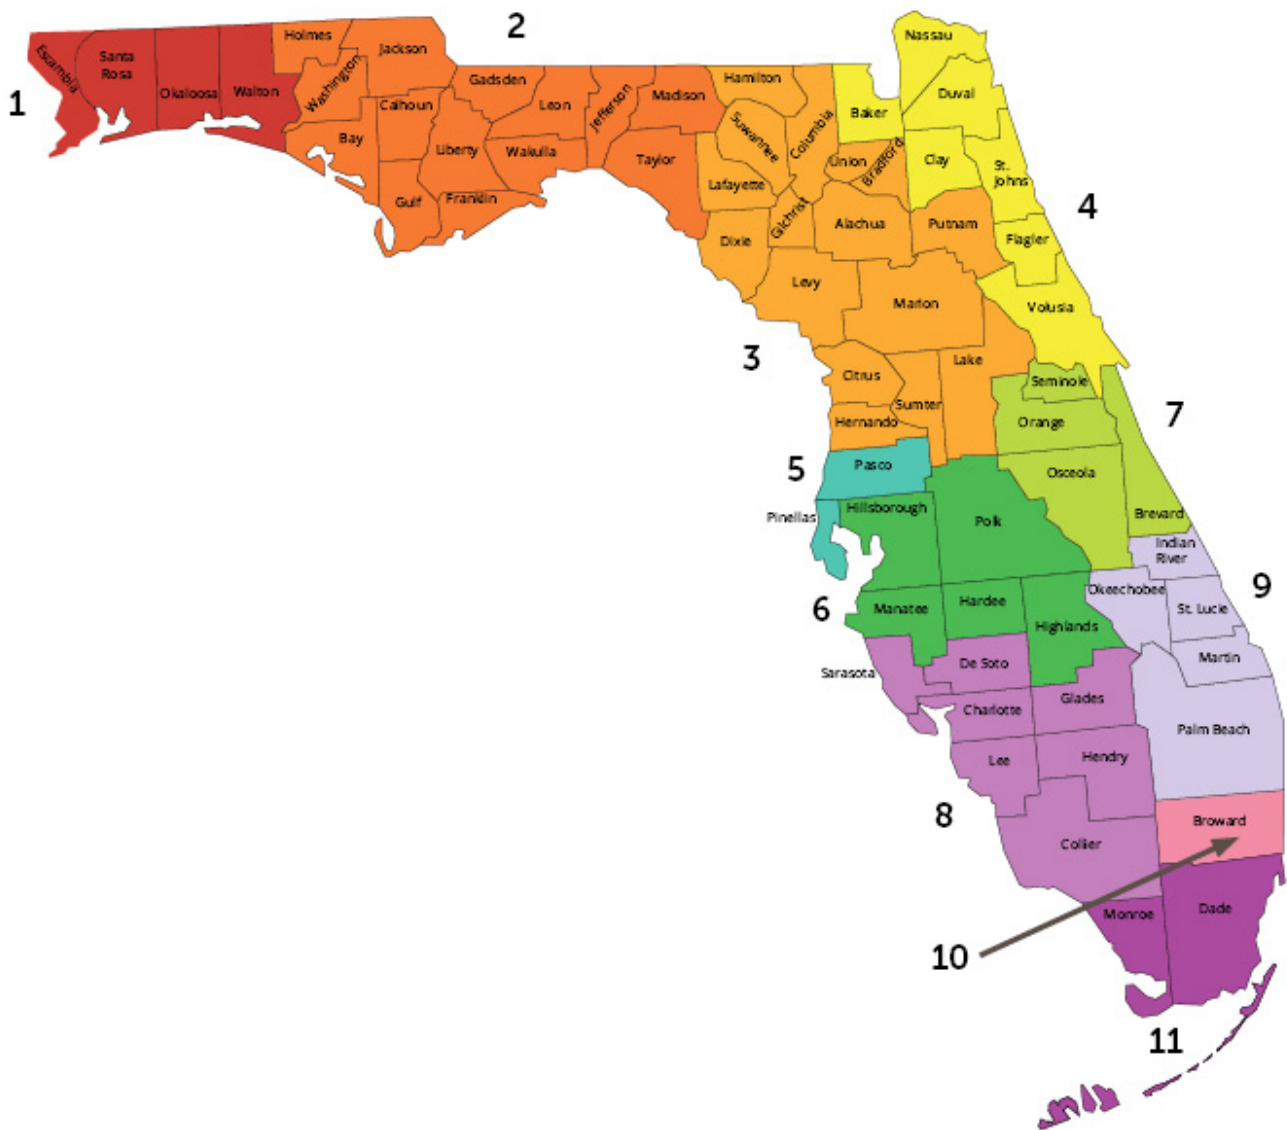 2
Holmes
Jackson
Nassau
Escambia
Santa
Rosa
Okaloosa
Walton
Washington
1
Gadsden
Hamilton
Calhoun
Leon
Jefferson
Madison
Baker
Duval
Bay
Liberty
Wakulla
Taylor
Suwannee
Columbia
Union
Bradford
Clay
St.
Johns
Gulf
Franklin
Lafayette
4
Dixie
Gilchrist
Alachua
Putnam
Flagler
Levy
Marion
Volusia
3
Citrus
Lake
Seminole
Sumter
Hernando
Orange
7
5
Pasco
Osceola
Pinellas
Hillsborough
Polk
Brevard
Indian
River
6
Manatee
Hardee
Okeechobee
9
St. Lucie
Highlands
Sarasota
De Soto
Martin
Charlotte
Glades
Palm Beach
Lee
Hendry
8
Broward
Collier
Monroe
Dade
10
11